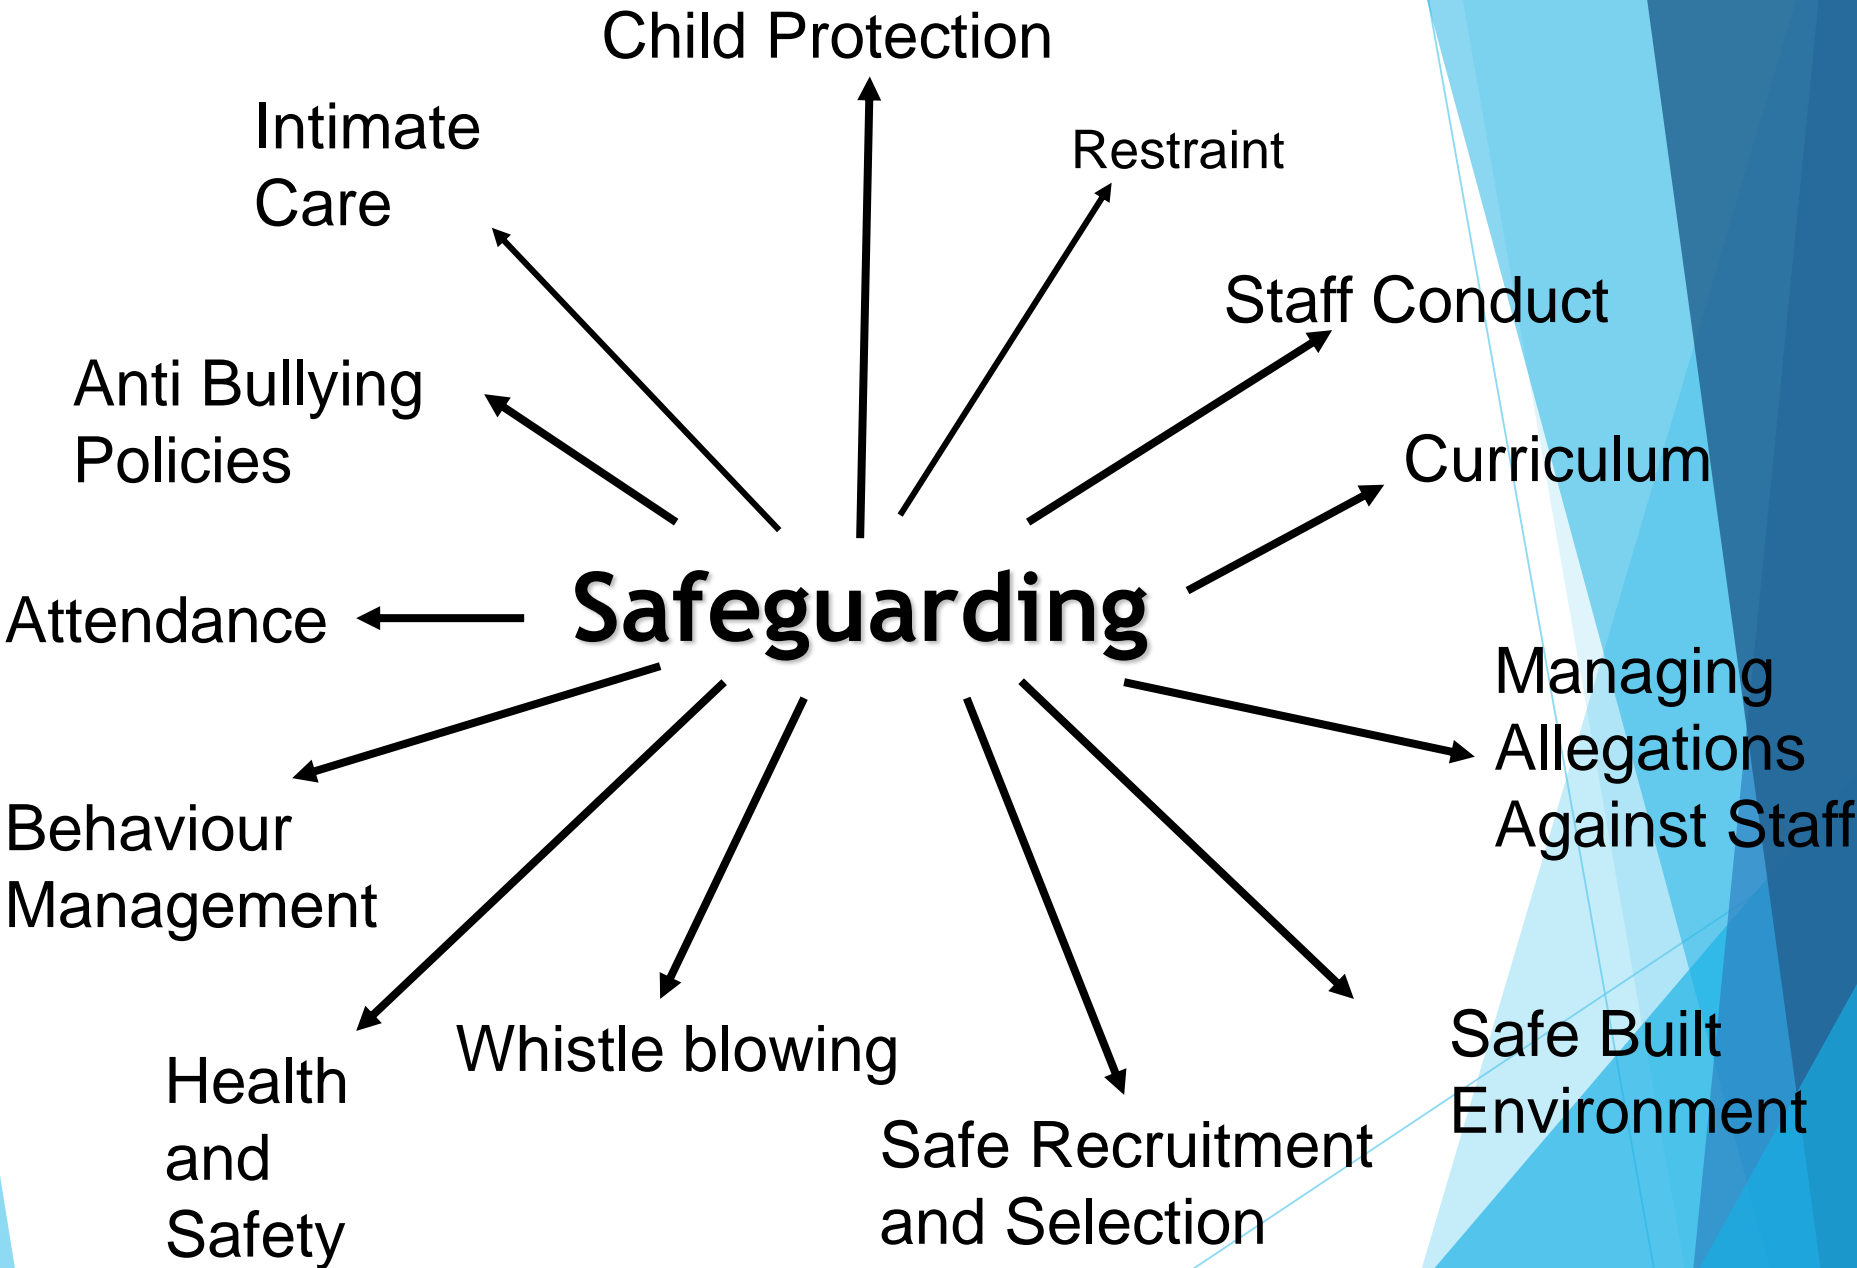 Child Protection
Intimate
Care
Restraint
Staff Conduct
Anti Bullying
Policies
Curriculum
Attendance
Safeguarding
Managing
Allegations
Against Staff
Behaviour
Management
Safe Built
Environment
Whistle blowing
Health
and
Safety
Safe Recruitment
and Selection